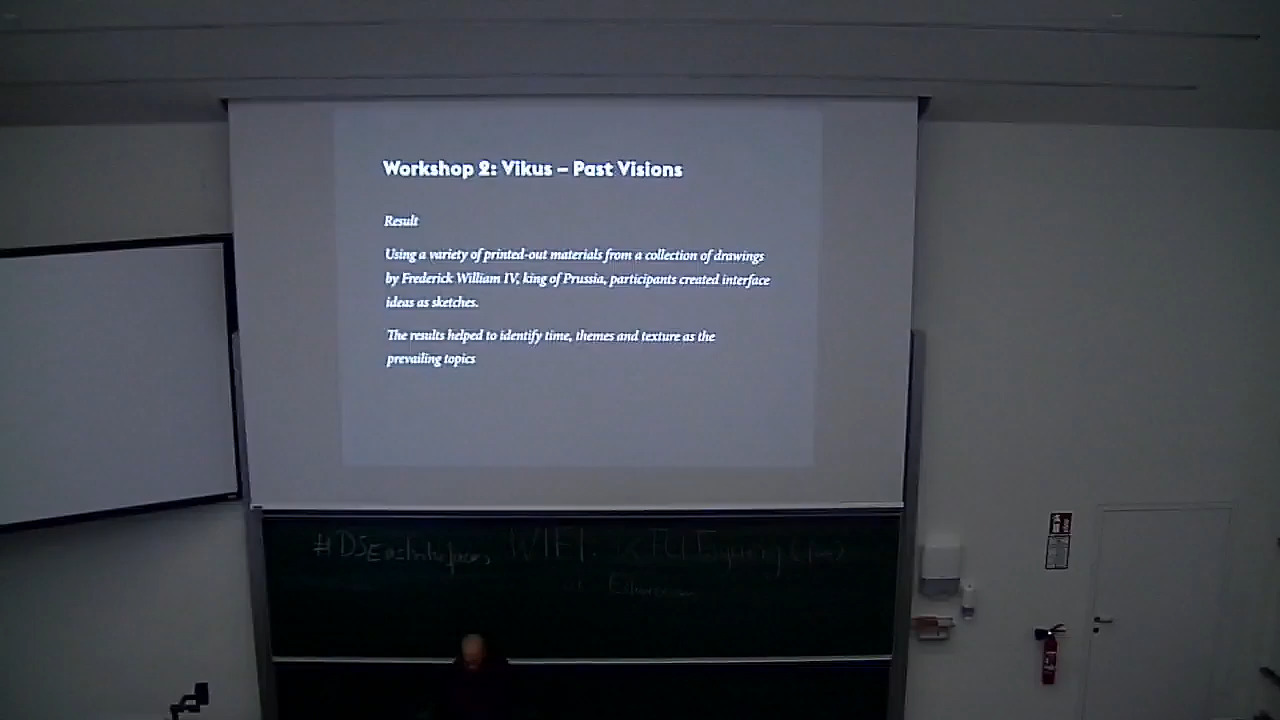 Workshop 2: Vikus – Past Visions
Result
Using a variety of printed-out materials from a collection of drawings
by Frederick William IV, king of Prussia, participants created interface
ideas as sketches.
The results helped to identify time, themes and texture as the
prevailing topics
WIFI: